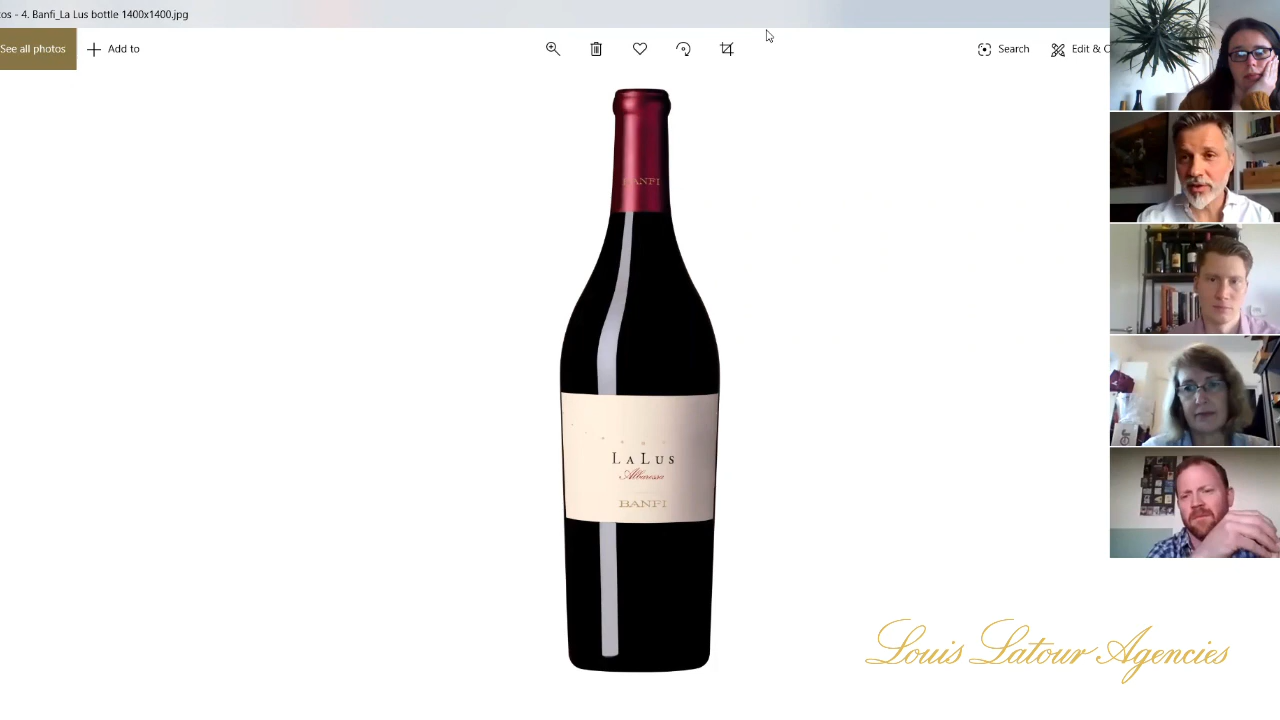 os - 4. Banfi_La Lus bottle 1400x1400.jpg
See all photos
Add to
Search
Edit & C
BANFI
LaLus
Albarossa
BANFI
Louis Latour Agencies